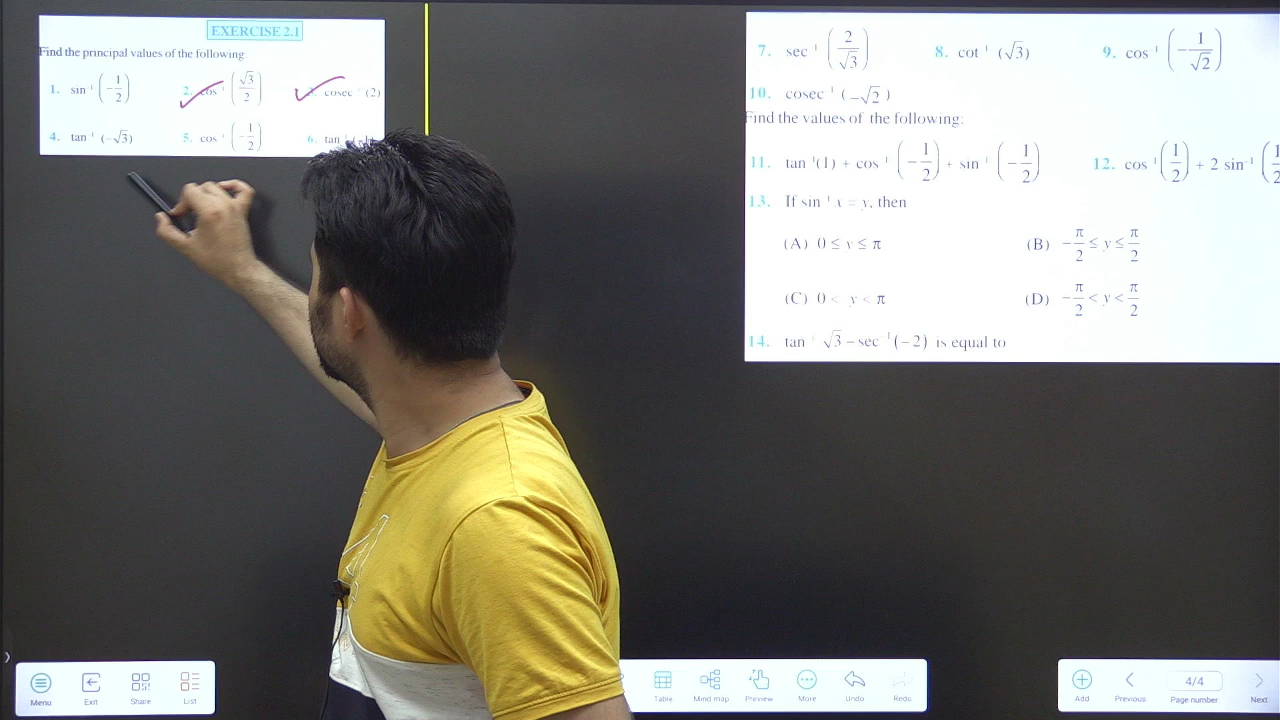 EXERCISE 2.1
Find the principal values of the following
1. sin⁻¹ (−1/2) 2. cos⁻¹ (√3/2) 3. cosec⁻¹ (2)
4. tan⁻¹ (−√3) 5. cos⁻¹ (−1/2) 6. tan⁻¹
7. sec⁻¹ (2/√3) 8. cot⁻¹ (√3) 9. cos⁻¹ (−1/√2)
10. cosec⁻¹ (−√2)
Find the values of the following:
11. tan⁻¹(1) + cos⁻¹ (−1/2) + sin⁻¹ (−1/2) 12. cos⁻¹ (1/2) + 2 sin⁻¹ (1/2
13. If sin⁻¹ x = y, then
(A) 0 ≤ y ≤ π (B) −π/2 ≤ y ≤ π/2
(C) 0 < y < π (D) −π/2 < y < π/2
14. tan⁻¹ √3 − sec⁻¹ (−2) is equal to
Menu Exit Share List Table Mind map Preview More Undo Redo Add Previous 4/4 Page number Next